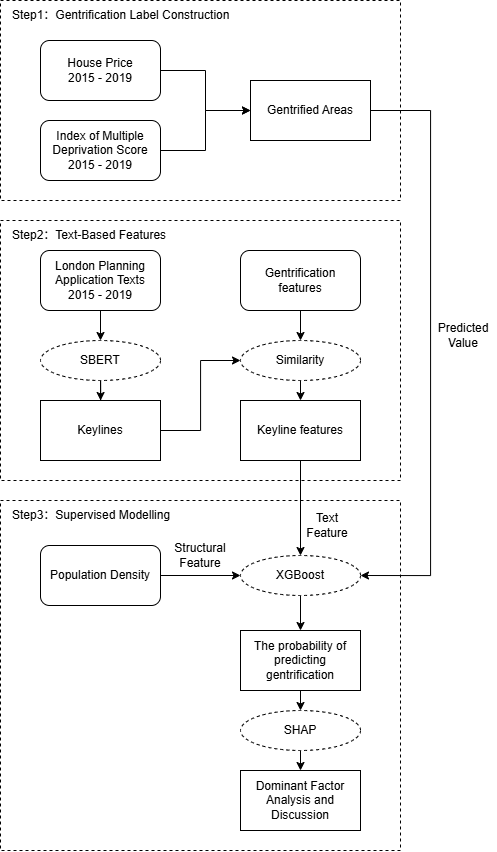 Step1: Gentrification Label Construction
House Price
2015 - 2019
Index of Multiple
Deprivation Score
2015 - 2019
Gentrified Areas
Predicted
Value
Step2: Text-Based Features
London Planning
Application Texts
2015 - 2019
Gentrification
features
SBERT
Similarity
Keylines
Keyline features
Step3: Supervised Modelling
Text
Feature
Structural
Feature
Population Density
XGBoost
The probability of
predicting
gentrification
SHAP
Dominant Factor
Analysis and
Discussion